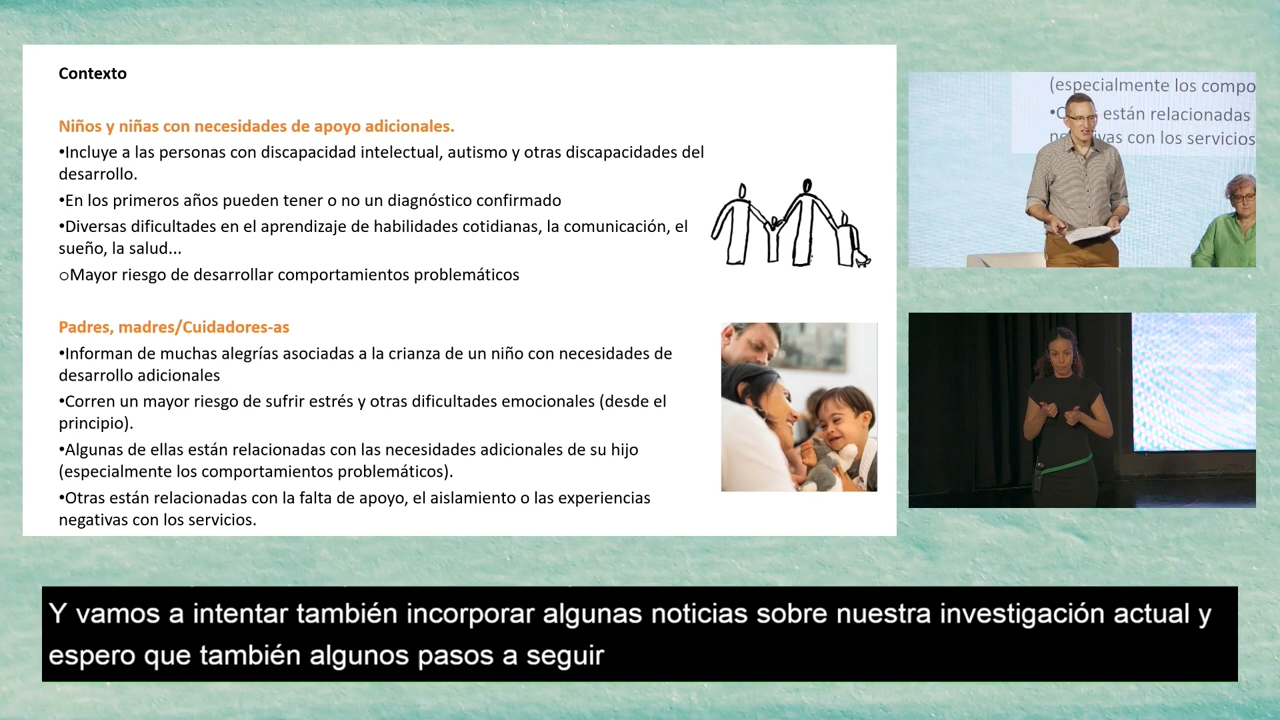 Contexto
Niños y niñas con necesidades de apoyo adicionales.
•Incluye a las personas con discapacidad intelectual, autismo y otras discapacidades del
desarrollo.
•En los primeros años pueden tener o no un diagnóstico confirmado
•Diversas dificultades en el aprendizaje de habilidades cotidianas, la comunicación, el
sueño, la salud...
oMayor riesgo de desarrollar comportamientos problemáticos
Padres, madres/Cuidadores-as
•Informan de muchas alegrías asociadas a la crianza de un niño con necesidades de
desarrollo adicionales
•Corren un mayor riesgo de sufrir estrés y otras dificultades emocionales (desde el
principio).
•Algunas de ellas están relacionadas con las necesidades adicionales de su hijo
(especialmente los comportamientos problemáticos).
•Otras están relacionadas con la falta de apoyo, el aislamiento o las experiencias
negativas con los servicios.
(especialmente los compo
están relacionadas
con los servicios
Y vamos a intentar también incorporar algunas noticias sobre nuestra investigación actual y
espero que también algunos pasos a seguir